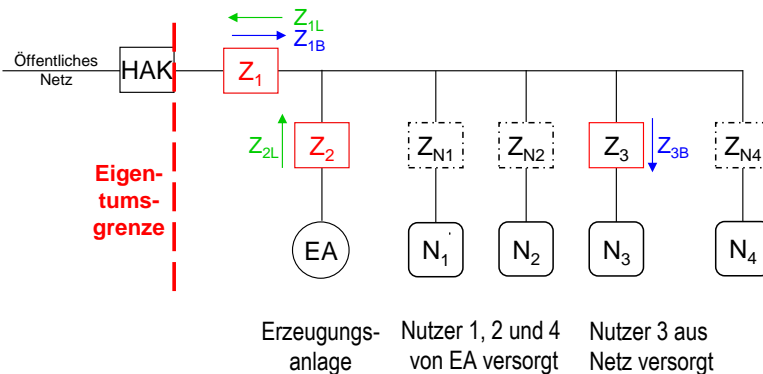 Z1L
Z1B
Öffentliches
Netz
HAK
Z1
Z2L
Z2
ZN1
ZN2
Z3
Z3B
ZN4
Eigen-
tums-
grenze
EA
N1
N2
N3
N4
Erzeugungs-
anlage
Nutzer 1, 2 und 4
von EA versorgt
Nutzer 3 aus
Netz versorgt